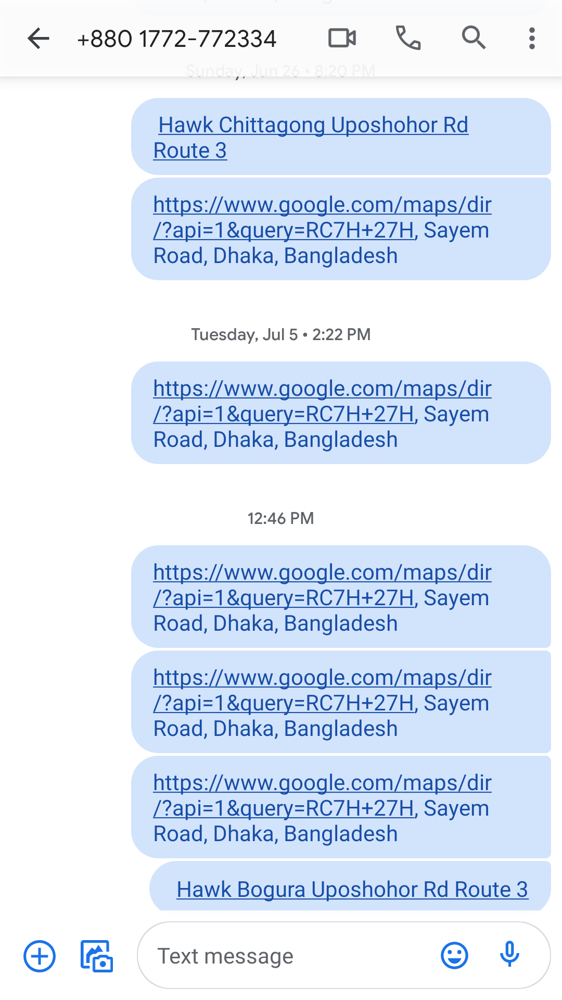 +880 1772-772334
Sunday, Jun 26 • 8:20 PM
Hawk Chittagong Uposhohor Rd
Route 3
https://www.google.com/maps/dir
/?api=1&query=RC7H+27H, Sayem
Road, Dhaka, Bangladesh
Tuesday, Jul 5 • 2:22 PM
https://www.google.com/maps/dir
/?api=1&query=RC7H+27H, Sayem
Road, Dhaka, Bangladesh
12:46 PM
https://www.google.com/maps/dir
/?api=1&query=RC7H+27H, Sayem
Road, Dhaka, Bangladesh
https://www.google.com/maps/dir
/?api=1&query=RC7H+27H, Sayem
Road, Dhaka, Bangladesh
https://www.google.com/maps/dir
/?api=1&query=RC7H+27H, Sayem
Road, Dhaka, Bangladesh
Hawk Bogura Uposhohor Rd Route 3
Text message